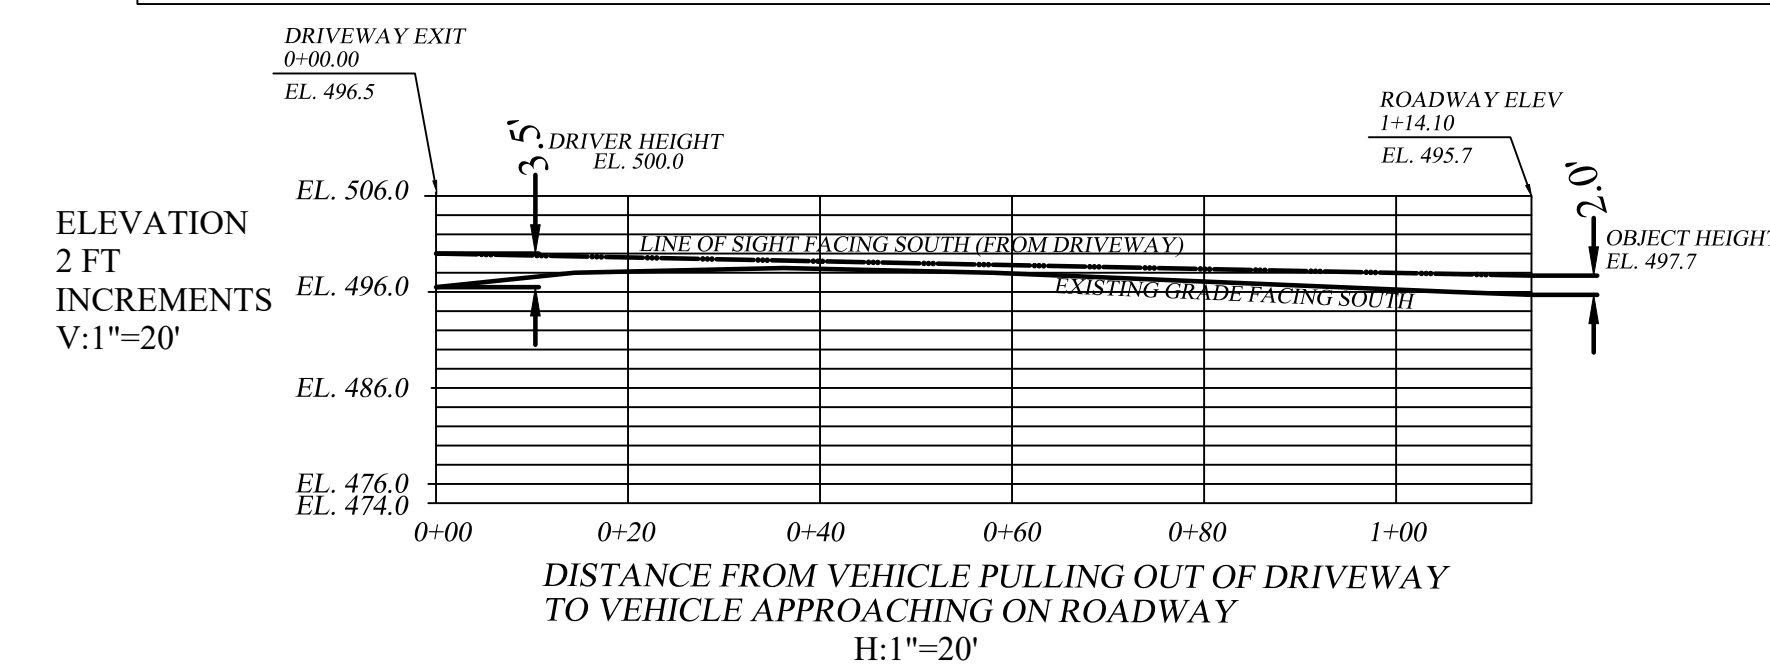 DRIVEWAY EXIT
0+00.00
EL. 496.5
3.5'
DRIVER HEIGHT
EL. 500.0
ROADWAY ELEV
1+14.10
EL. 495.7
2.0'
OBJECT HEIGHT
EL. 497.7
ELEVATION
2 FT
INCREMENTS
V:1"=20'
EL. 506.0
EL. 496.0
EL. 486.0
EL. 476.0
EL. 474.0
LINE OF SIGHT FACING SOUTH (FROM DRIVEWAY)
EXISTING GRADE FACING SOUTH
0+00 0+20 0+40 0+60 0+80 1+00
DISTANCE FROM VEHICLE PULLING OUT OF DRIVEWAY
TO VEHICLE APPROACHING ON ROADWAY
H:1"=20'